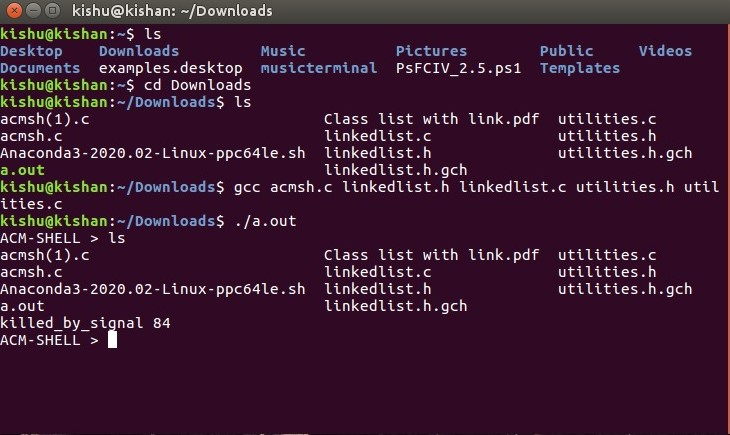 kishu@kishan: ~/Downloads
kishu@kishan:~$ ls
Desktop    Downloads         Music          Pictures        Public     Videos
Documents  examples.desktop  musicterminal  PsFCIV_2.5.ps1  Templates
kishu@kishan:~$ cd Downloads
kishu@kishan:~/Downloads$ ls
acmsh(1).c                        Class list with link.pdf  utilities.c
acmsh.c                           linkedlist.c              utilities.h
Anaconda3-2020.02-Linux-ppc64le.sh  linkedlist.h              utilities.h.gch
a.out                             linkedlist.h.gch
kishu@kishan:~/Downloads$ gcc acmsh.c linkedlist.h linkedlist.c utilities.h util
ities.c
kishu@kishan:~/Downloads$ ./a.out
ACM-SHELL > ls
acmsh(1).c                        Class list with link.pdf  utilities.c
acmsh.c                           linkedlist.c              utilities.h
Anaconda3-2020.02-Linux-ppc64le.sh  linkedlist.h              utilities.h.gch
a.out                             linkedlist.h.gch
killed_by_signal 84
ACM-SHELL >